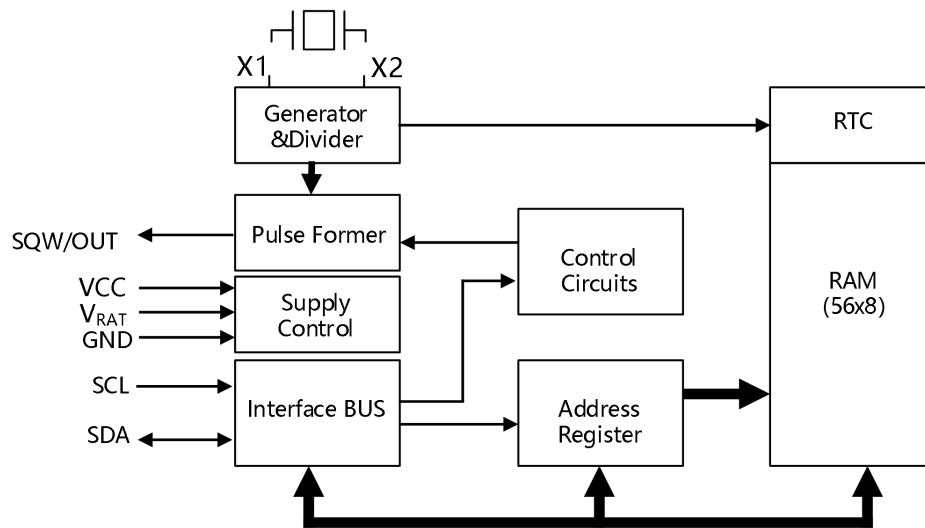 X1
X2
Generator
&Divider
RTC
SQW/OUT
Pulse Former
Control
Circuits
VCC
VRAT
GND
Supply
Control
RAM
(56x8)
SCL
SDA
Interface BUS
Address
Register